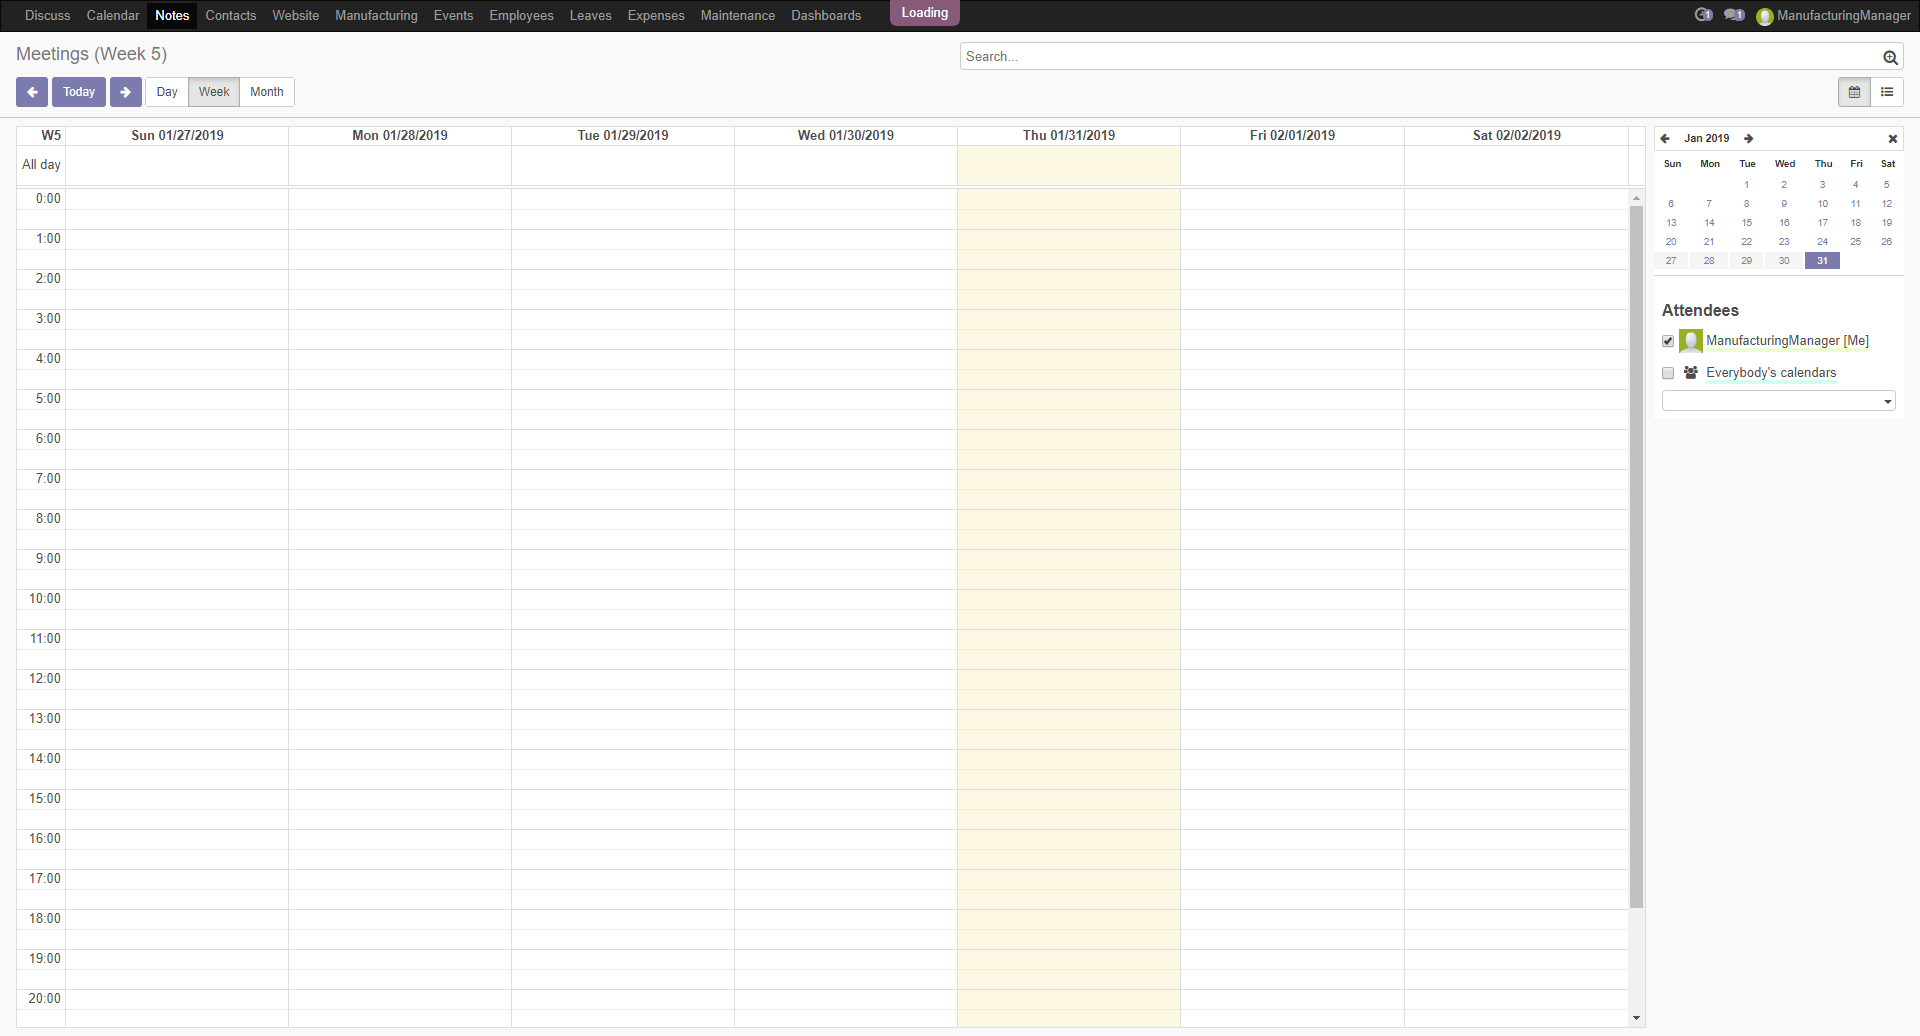 Discuss Calendar Notes Contacts Website Manufacturing Events Employees Leaves Expenses Maintenance Dashboards Loading 1 1 ManufacturingManager
Meetings (Week 5)
Search...
Today Day Week Month
W5 Sun 01/27/2019 Mon 01/28/2019 Tue 01/29/2019 Wed 01/30/2019 Thu 01/31/2019 Fri 02/01/2019 Sat 02/02/2019
All day
0:00
1:00
2:00
3:00
4:00
5:00
6:00
7:00
8:00
9:00
10:00
11:00
12:00
13:00
14:00
15:00
16:00
17:00
18:00
19:00
20:00
Jan 2019
Sun Mon Tue Wed Thu Fri Sat
1 2 3 4 5
6 7 8 9 10 11 12
13 14 15 16 17 18 19
20 21 22 23 24 25 26
27 28 29 30 31
Attendees
ManufacturingManager [Me]
Everybody's calendars